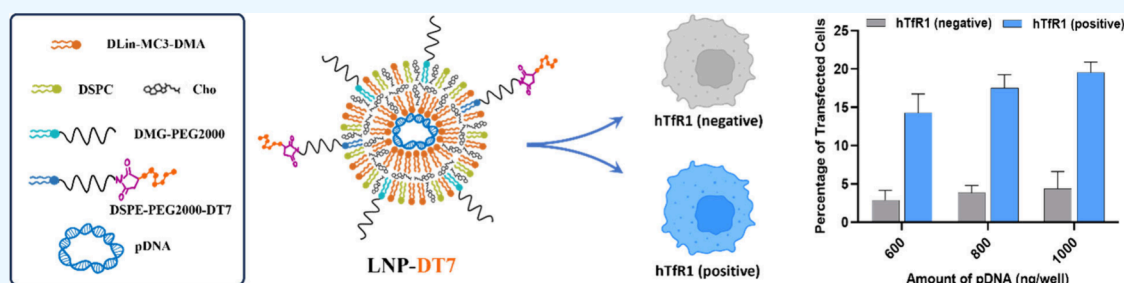 DLin-MC3-DMA
DSPC
Cho
DMG-PEG2000
DSPE-PEG2000-DT7
pDNA
LNP-DT7
hTfR1 (negative)
hTfR1 (positive)
hTfR1 (negative)
hTfR1 (positive)
Percentage of Transfected Cells
25
20
15
10
5
0
600
800
1000
Amount of pDNA (ng/well)